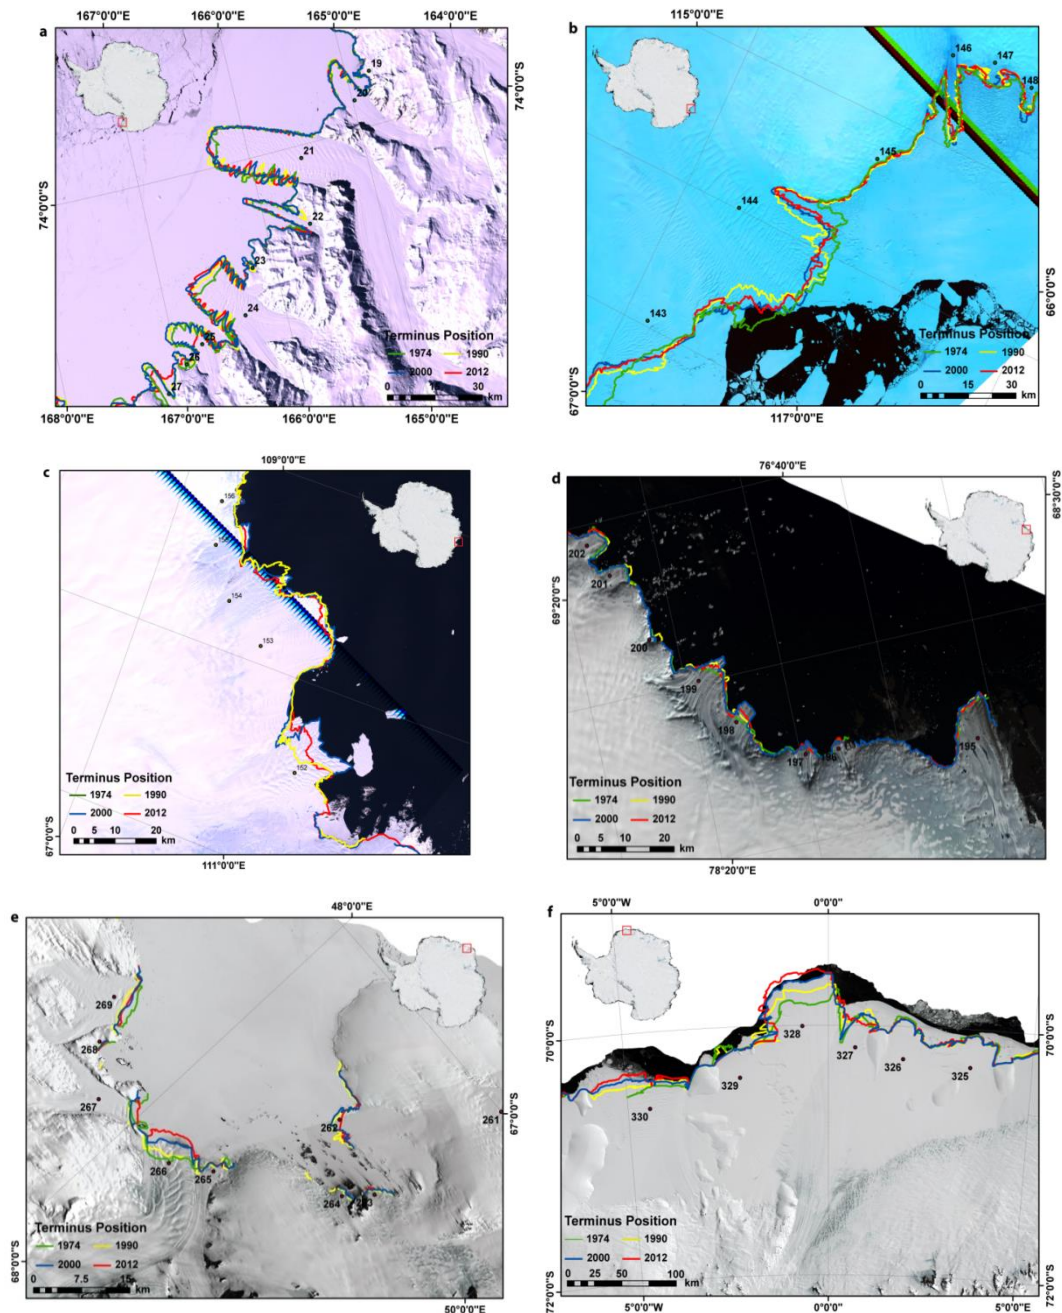 167°0'0"E 166°0'0"E 165°0'0"E 164°0'0"E
a
19
20
74°0'0"S
21
74°0'0"S
22
23
24
25
26
27
Terminus Position
1974 1990
2000 2012
0 15 30
km
168°0'0"E 167°0'0"E 166°0'0"E 165°0'0"E
115°0'0"E
b
146
147
148
145
144
143
66°0'0"S
67°0'0"S
Terminus Position
1974 1990
2000 2012
0 15 30
km
117°0'0"E
109°0'0"E
c
156
154
153
152
Terminus Position
1974 1990
2000 2012
0 5 10 20
km
67°0'0"S
111°0'0"E
76°40'0"E
d
68°30'0"S
202
201
69°20'0"S
200
199
198
197
196
195
Terminus Position
1974 1990
2000 2012
0 5 10 20
km
78°20'0"E
48°0'0"E
e
269
268
267
262
261
67°0'0"S
266
265
264
Terminus Position
1974 1990
2000 2012
0 7.5 15
km
68°0'0"S
50°0'0"E
5°0'0"W 0°0'0"
f
70°0'0"S
70°0'0"S
328
327
326
325
329
330
Terminus Position
1974 1990
2000 2012
0 25 50 100
km
72°0'0"S
72°0'0"S
5°0'0"W 0°0'0" 5°0'0"E